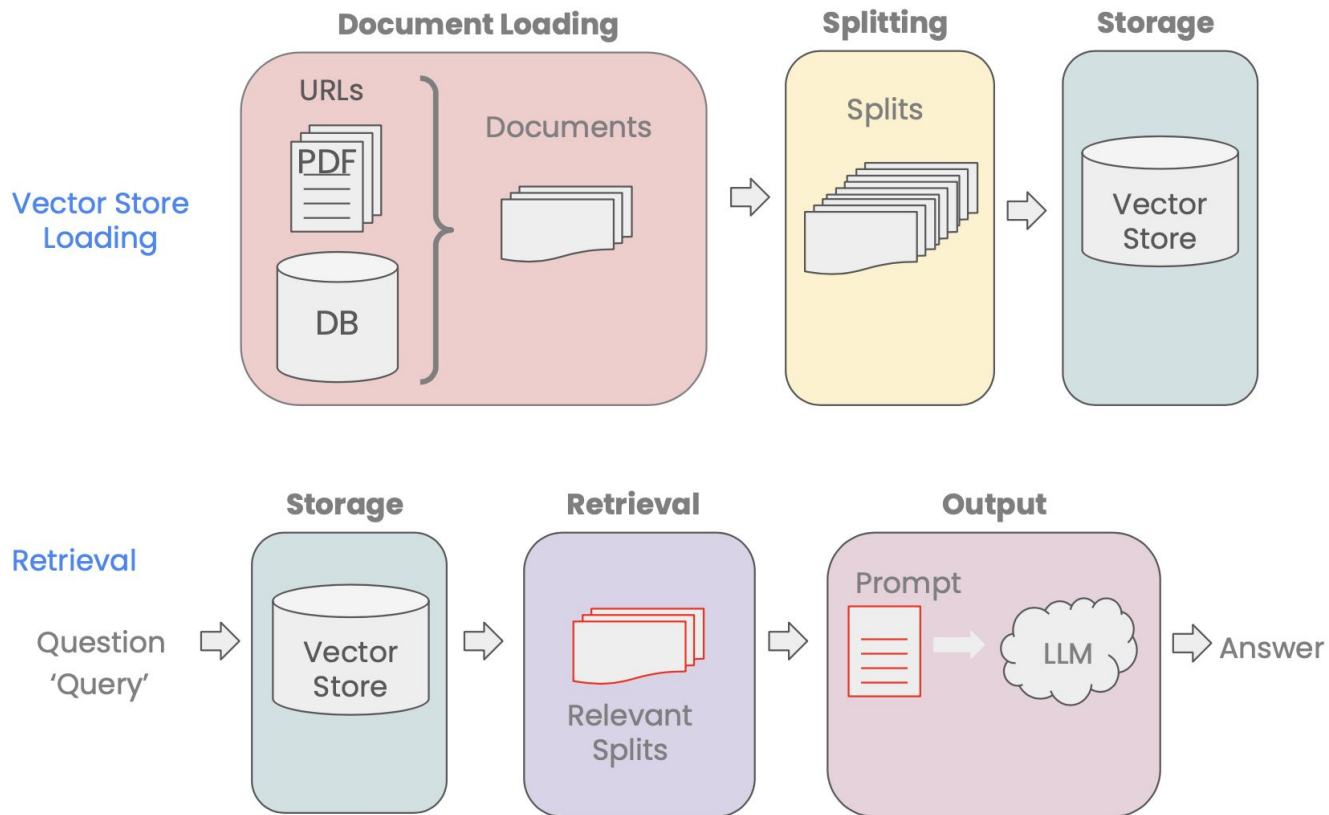 Document Loading
Splitting
Storage
URLs
PDF
DB
Documents
Splits
Vector
Store
Vector Store
Loading
Storage
Retrieval
Output
Retrieval
Question
‘Query’
Vector
Store
Relevant
Splits
Prompt
LLM
Answer